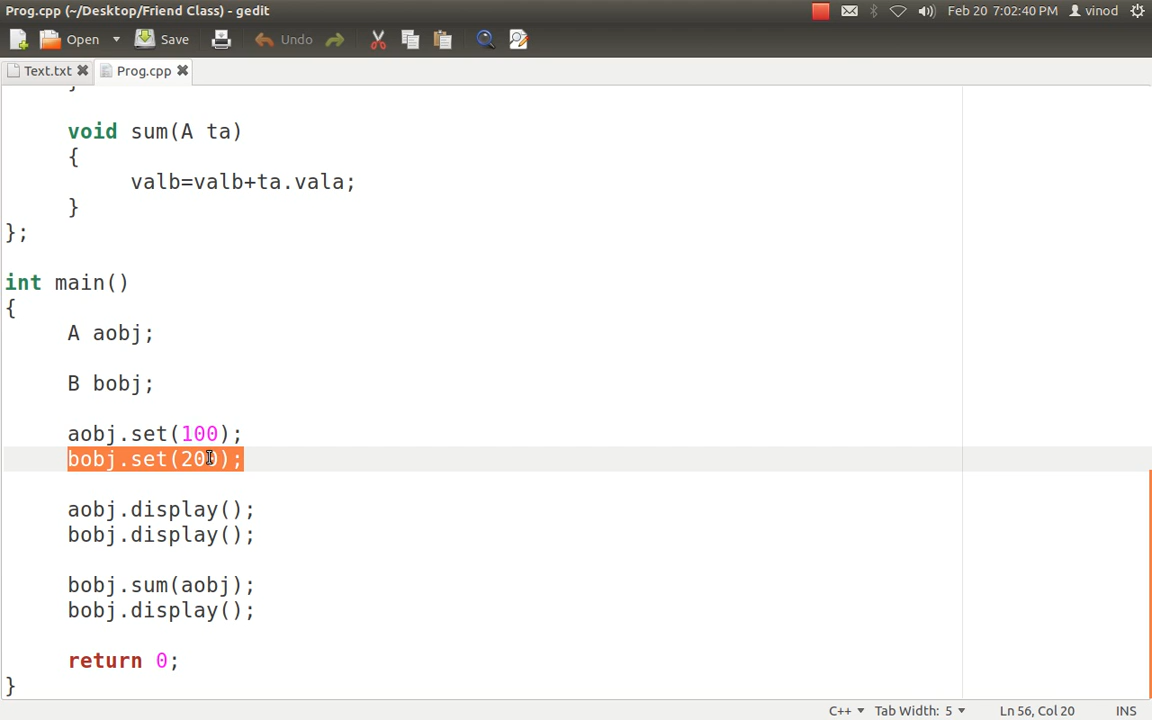 Prog.cpp (~/Desktop/Friend Class) - gedit
Feb 20 7:02:40 PM vinod
Open Save Undo
Text.txt Prog.cpp
}
void sum(A ta)
{
valb=valb+ta.vala;
}
};
int main()
{
A aobj;
B bobj;
aobj.set(100);
bobj.set(200);
aobj.display();
bobj.display();
bobj.sum(aobj);
bobj.display();
return 0;
}
C++ Tab Width: 5 Ln 56, Col 20 INS